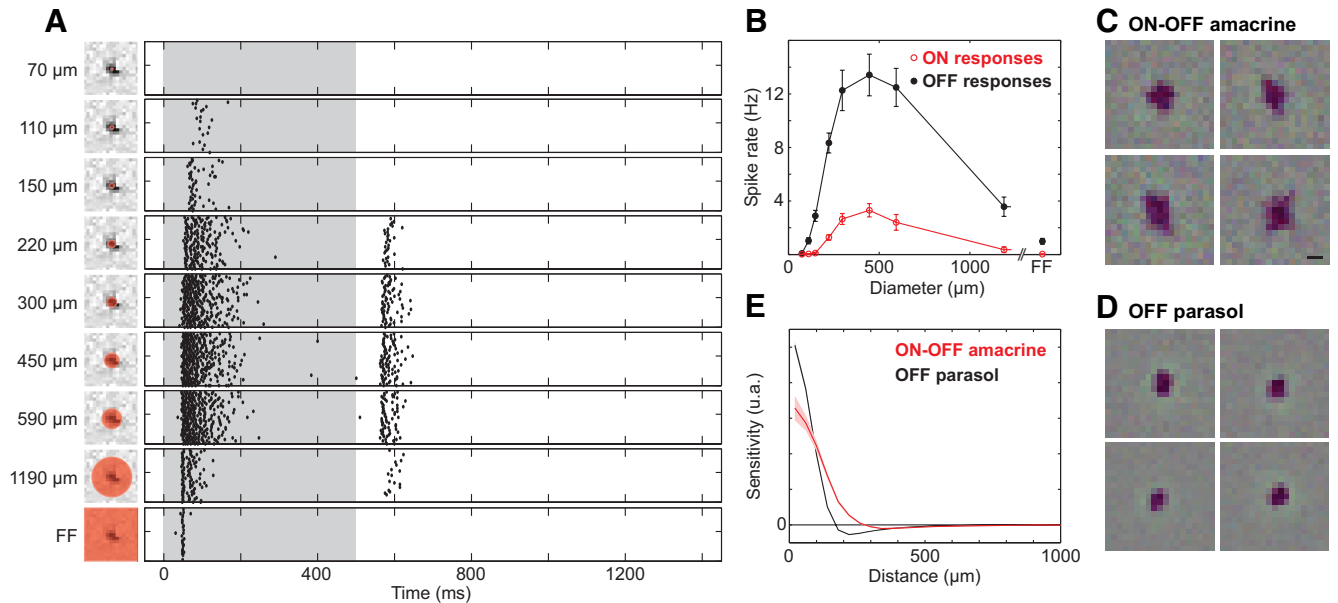 A
70 µm
110 µm
150 µm
220 µm
300 µm
450 µm
590 µm
1190 µm
FF
0
400
800
1200
Time (ms)
B
ON responses
OFF responses
12
8
4
Spike rate (Hz)
0
500
1000
FF
Diameter (µm)
C ON-OFF amacrine
E
ON-OFF amacrine
OFF parasol
Sensitivity (u.a.)
0
0
500
1000
Distance (µm)
D OFF parasol